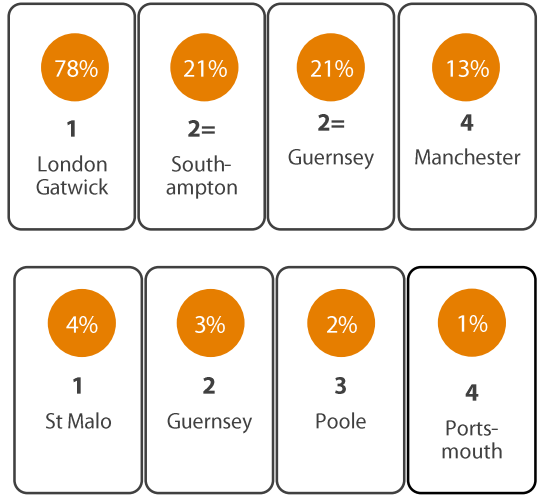 78%
21%
21%
13%
1
2=
2=
4
London
Gatwick
South-
ampton
Guernsey
Manchester
4%
3%
2%
1%
1
2
3
4
St Malo
Guernsey
Poole
Ports-
mouth